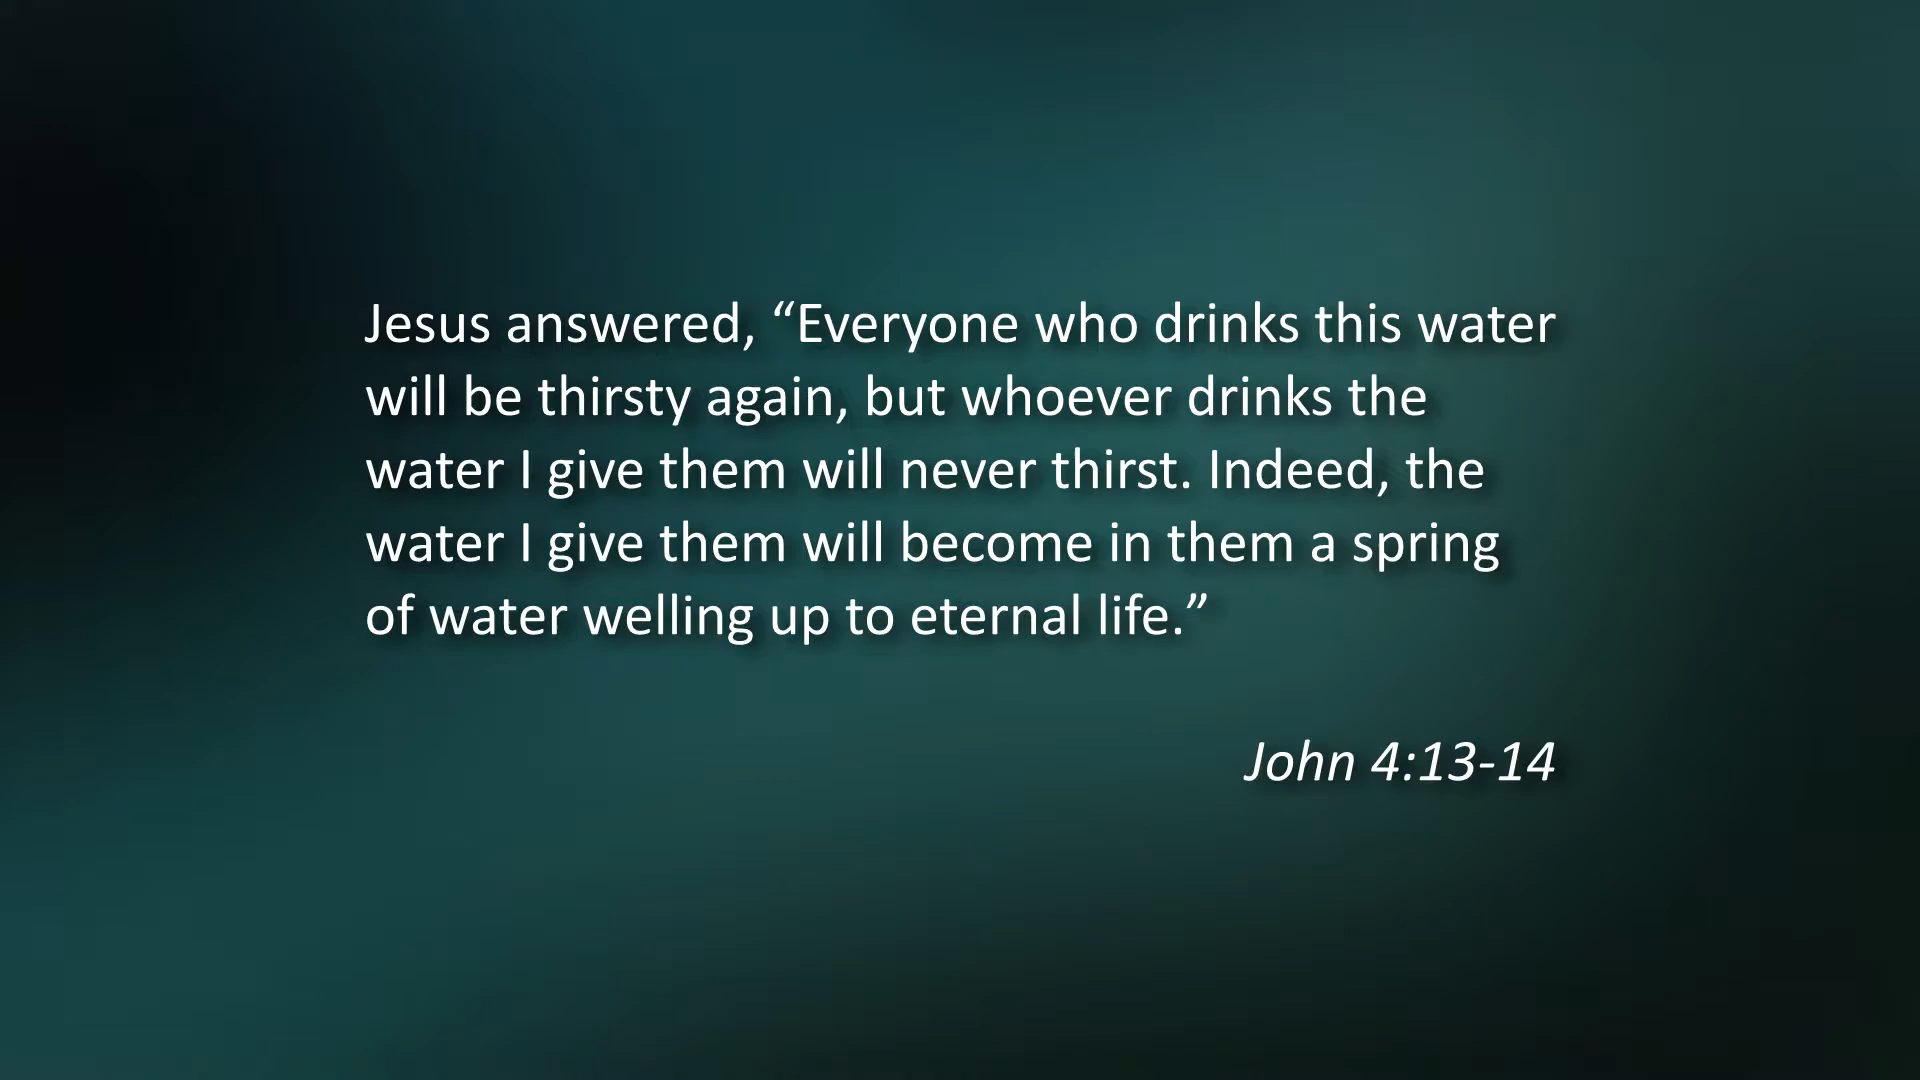 Jesus answered, “Everyone who drinks this water
will be thirsty again, but whoever drinks the
water I give them will never thirst. Indeed, the
water I give them will become in them a spring
of water welling up to eternal life.”
John 4:13-14